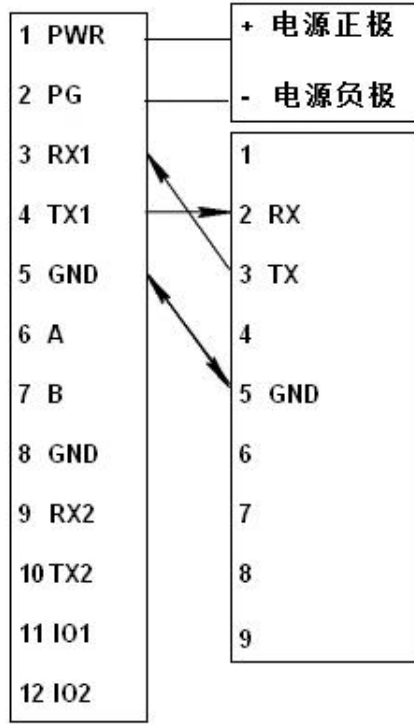 1 PWR
2 PG
3 RX1
4 TX1
5 GND
6 A
7 B
8 GND
9 RX2
10 TX2
11 IO1
12 IO2
+ 电源正极
- 电源负极
1
2 RX
3 TX
4
5 GND
6
7
8
9